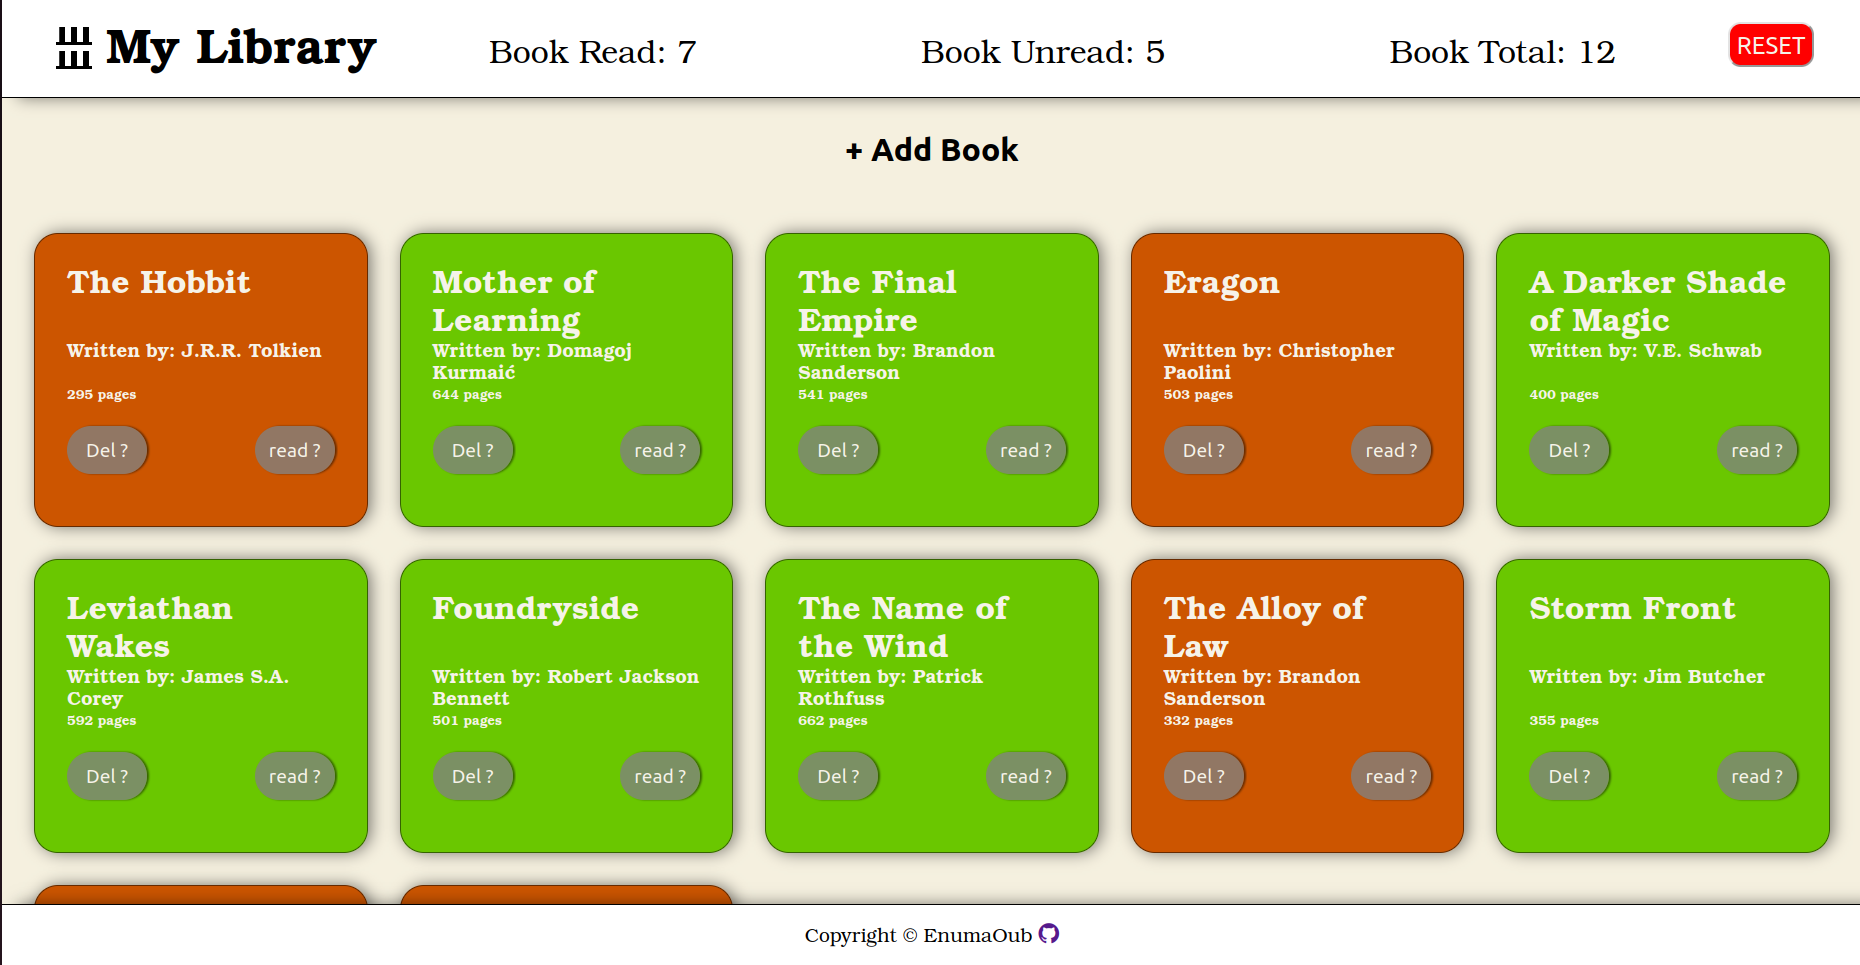 My Library
Book Read: 7
Book Unread: 5
Book Total: 12
RESET
+ Add Book
The Hobbit
Written by: J.R.R. Tolkien
295 pages
Del ?
read ?
Mother of
Learning
Written by: Domagoj
Kurmaić
644 pages
Del ?
read ?
The Final
Empire
Written by: Brandon
Sanderson
541 pages
Del ?
read ?
Eragon
Written by: Christopher
Paolini
503 pages
Del ?
read ?
A Darker Shade
of Magic
Written by: V.E. Schwab
400 pages
Del ?
read ?
Leviathan
Wakes
Written by: James S.A.
Corey
592 pages
Del ?
read ?
Foundryside
Written by: Robert Jackson
Bennett
501 pages
Del ?
read ?
The Name of
the Wind
Written by: Patrick
Rothfuss
662 pages
Del ?
read ?
The Alloy of
Law
Written by: Brandon
Sanderson
332 pages
Del ?
read ?
Storm Front
Written by: Jim Butcher
355 pages
Del ?
read ?
Copyright © EnumaOub